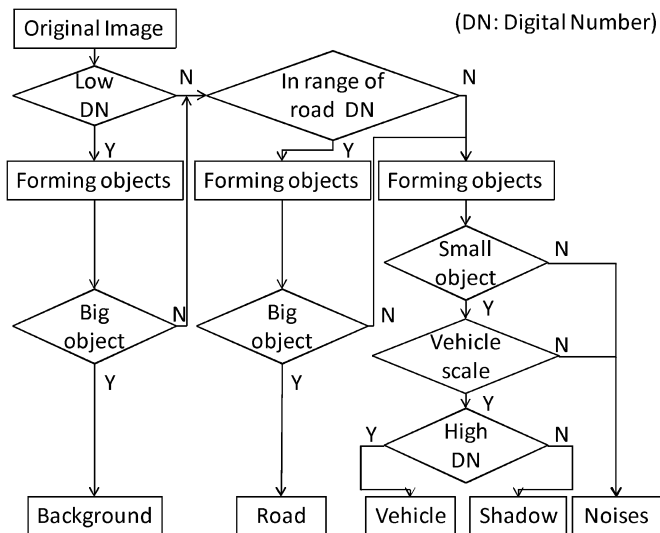 Original Image
(DN: Digital Number)
Low
DN
N
In range of
road DN
N
Y
Y
Forming objects
Forming objects
Forming objects
Small
object
N
Y
Big
object
N
Big
object
N
Vehicle
scale
N
Y
Y
Y
Y
High
DN
N
Background
Road
Vehicle
Shadow
Noises